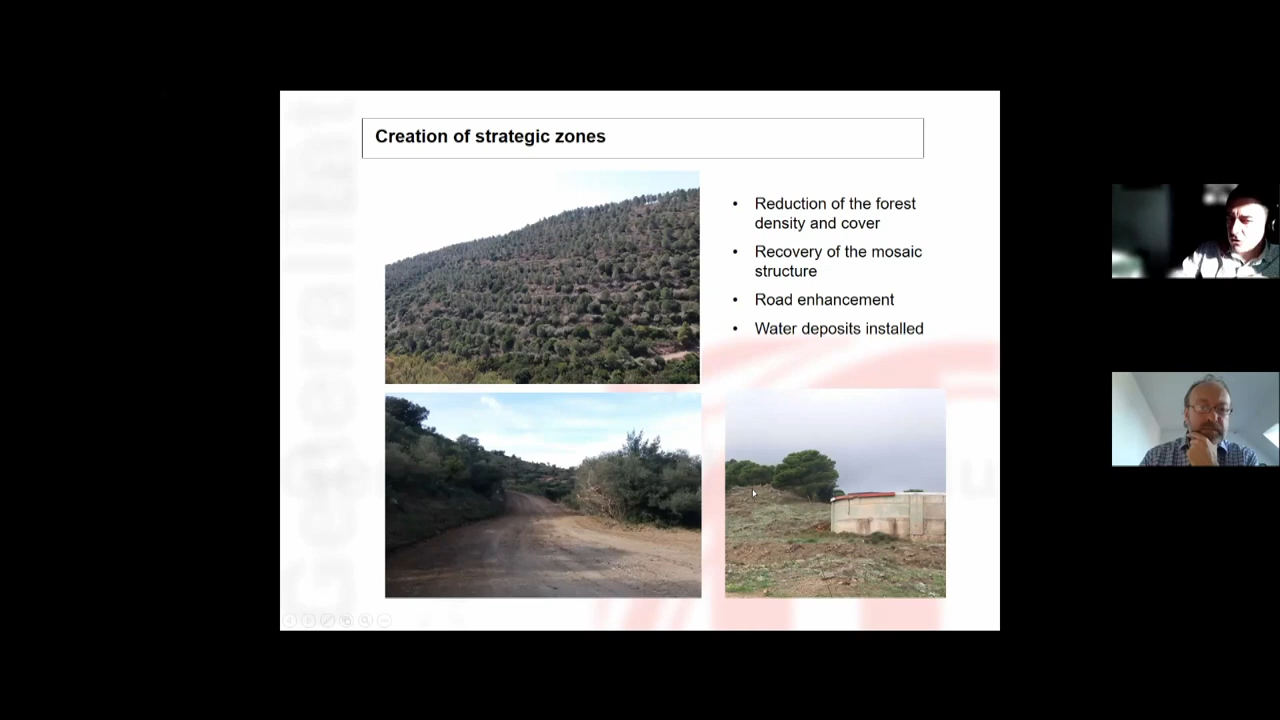 Creation of strategic zones
• Reduction of the forest
density and cover
• Recovery of the mosaic
structure
• Road enhancement
• Water deposits installed